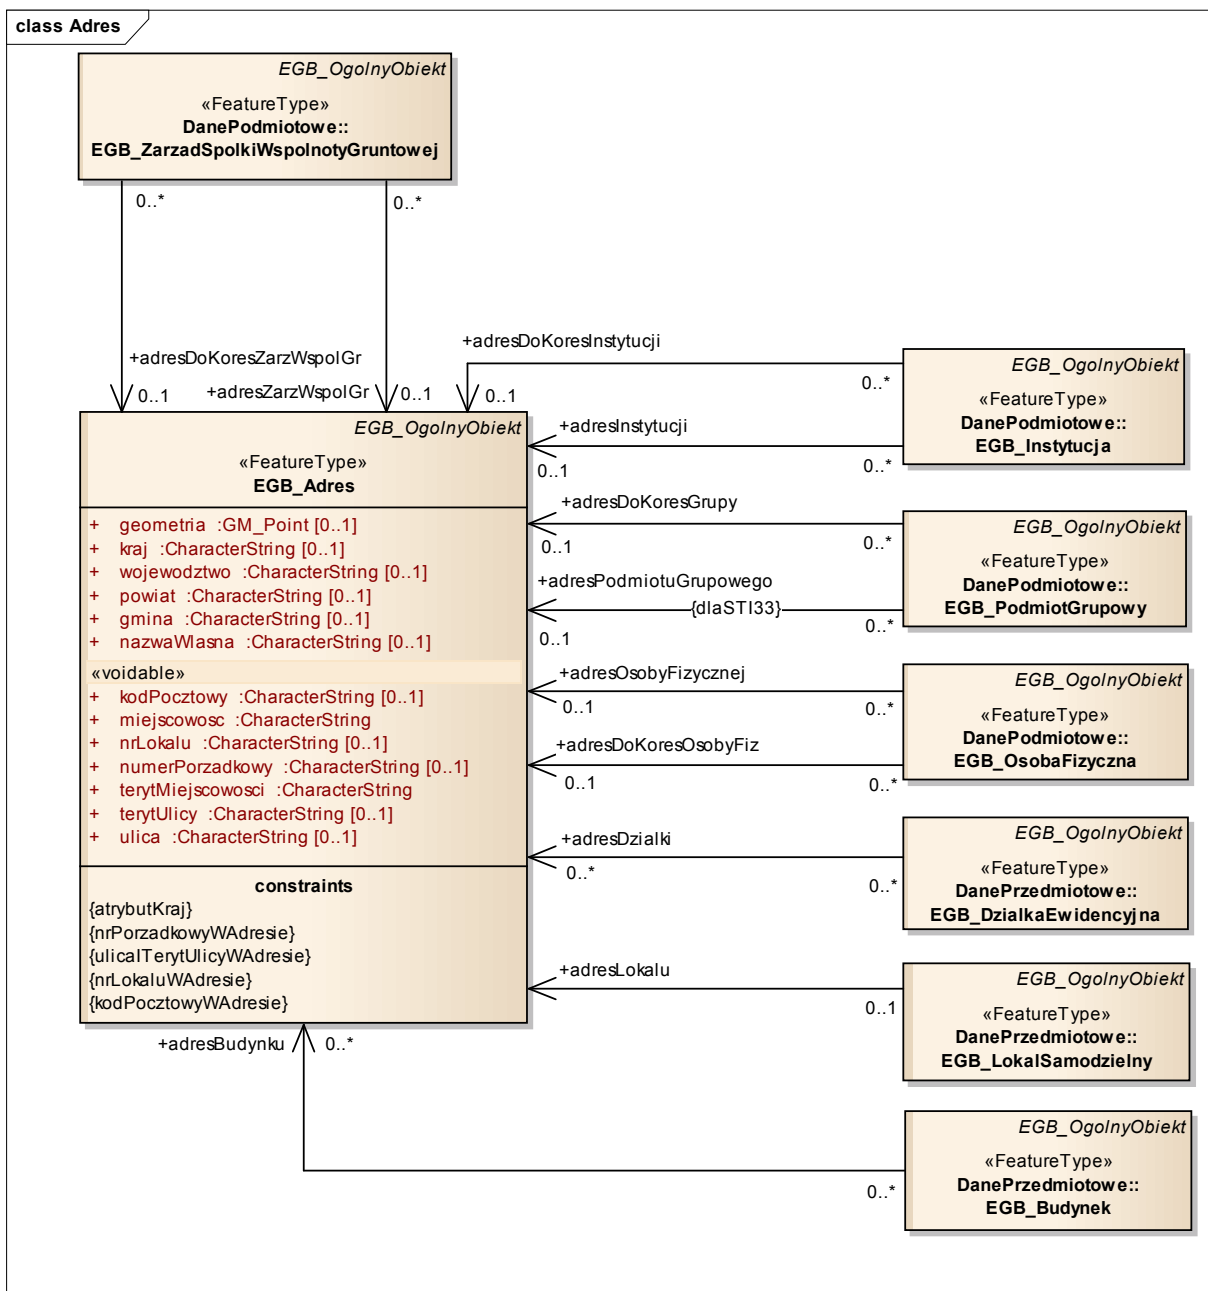 class Adres
EGB_OgolnyObiekt
«FeatureType»
DanePodmiotowe::
EGB_ZarzadSpolkiWspolnotyGruntowej
0..*
0..*
+adresDoKoresZarzWspolGr
0..1
+adresZarzWspolGr
0..1
+adresDoKoresInstytucji
0..1
0..*
+adresInstytucji
0..1
0..*
EGB_OgolnyObiekt
«FeatureType»
DanePodmiotowe::
EGB_Instytucja
EGB_OgolnyObiekt
«FeatureType»
EGB_Adres
+ geometria :GM_Point [0..1]
+ kraj :CharacterString [0..1]
+ wojewodztwo :CharacterString [0..1]
+ powiat :CharacterString [0..1]
+ gmina :CharacterString [0..1]
+ nazwaWlasna :CharacterString [0..1]
«voidable»
+ kodPocztowy :CharacterString [0..1]
+ miejscowosc :CharacterString
+ nrLokalu :CharacterString [0..1]
+ numerPorzadkowy :CharacterString [0..1]
+ terytMiejscowosci :CharacterString
+ terytUlicy :CharacterString [0..1]
+ ulica :CharacterString [0..1]
constraints
{atrybutKraj}
{nrPorzadkowyWAdresie}
{ulicaITerytUlicyWAdresie}
{nrLokaluWAdresie}
{kodPocztowyWAdresie}
+adresDoKoresGrupy
0..1
0..*
+adresPodmiotuGrupowego
{dlaSTI33}
0..1
0..*
EGB_OgolnyObiekt
«FeatureType»
DanePodmiotowe::
EGB_PodmiotGrupowy
+adresOsobyFizycznej
0..1
0..*
+adresDoKoresOsobyFiz
0..1
0..*
EGB_OgolnyObiekt
«FeatureType»
DanePodmiotowe::
EGB_OsobaFizyczna
+adresDzialki
0..*
0..*
EGB_OgolnyObiekt
«FeatureType»
DanePrzedmiotowe::
EGB_DzialkaEwidencyjna
+adresLokalu
0..1
EGB_OgolnyObiekt
«FeatureType»
DanePrzedmiotowe::
EGB_LokalSamodzielny
+adresBudynku
0..*
0..*
EGB_OgolnyObiekt
«FeatureType»
DanePrzedmiotowe::
EGB_Budynek